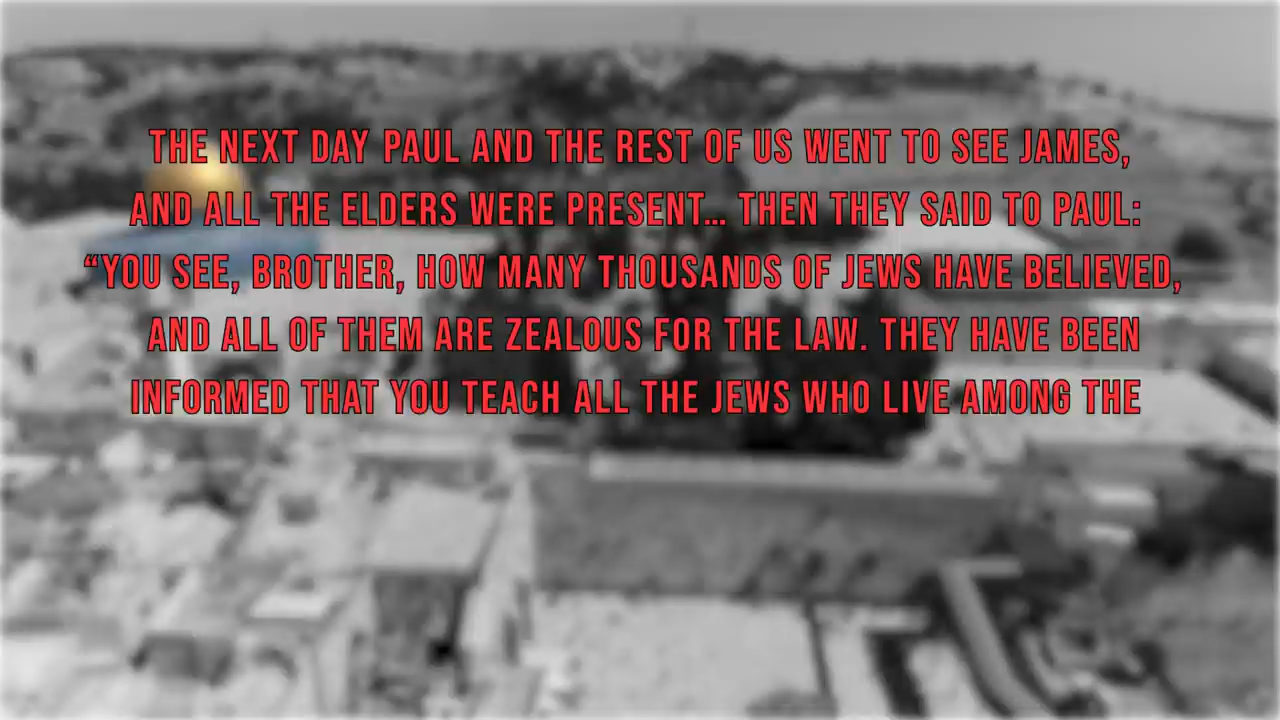 THE NEXT DAY PAUL AND THE REST OF US WENT TO SEE JAMES,
AND ALL THE ELDERS WERE PRESENT… THEN THEY SAID TO PAUL:
“YOU SEE, BROTHER, HOW MANY THOUSANDS OF JEWS HAVE BELIEVED,
AND ALL OF THEM ARE ZEALOUS FOR THE LAW. THEY HAVE BEEN
INFORMED THAT YOU TEACH ALL THE JEWS WHO LIVE AMONG THE